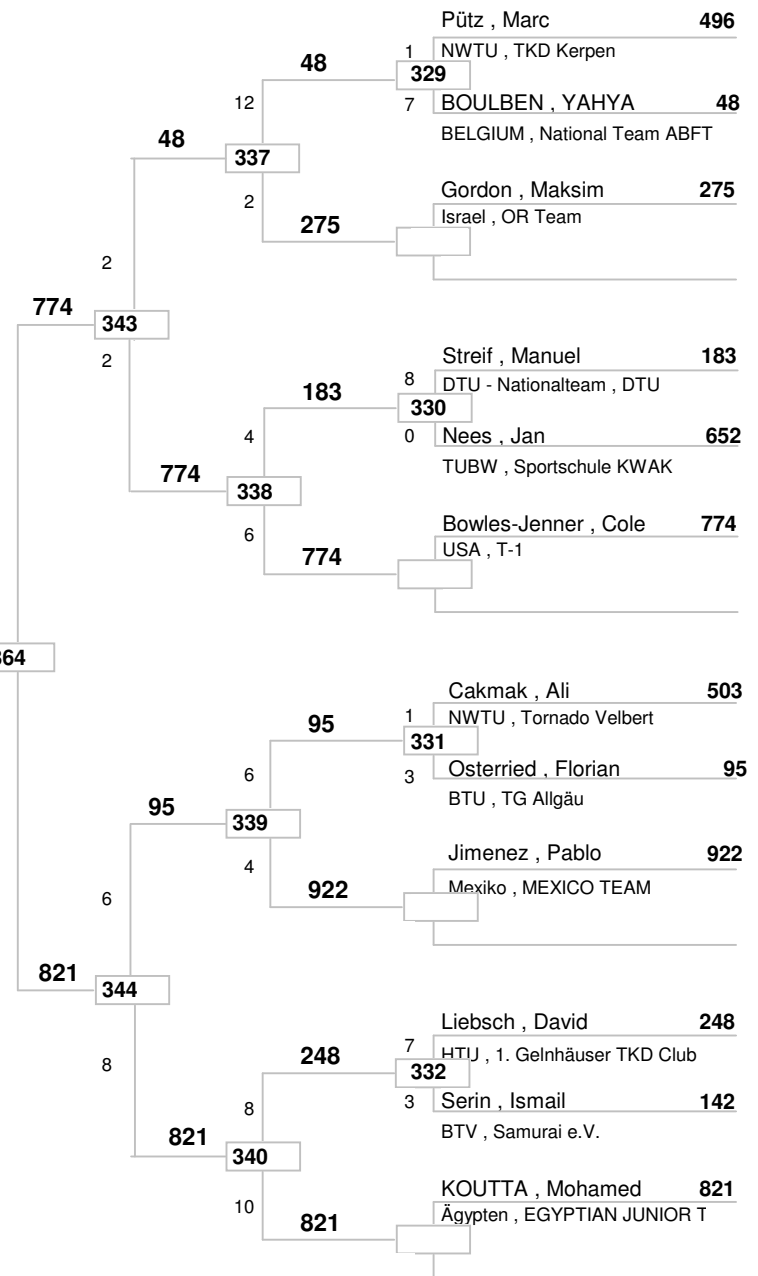 Pütz , Marc 496
48
1
NWTU , TKD Kerpen
329
12
7
BOULBEN , YAHYA 48
BELGIUM , National Team ABFT
48
337
2
Gordon , Maksim 275
Israel , OR Team
275
2
774
343
2
Streif , Manuel 183
8
DTU - Nationalteam , DTU
183
330
4
0
Nees , Jan 652
TUBW , Sportschule KWAK
774
338
6
Bowles-Jenner , Cole 774
USA , T-1
774
64
Cakmak , Ali 503
1
NWTU , Tornado Velbert
95
331
6
3
Osterried , Florian 95
BTU , TG Allgäu
95
339
4
Jimenez , Pablo 922
Mexiko , MEXICO TEAM
922
6
821
344
8
Liebsch , David 248
7
HTU , 1. Gelnhäuser TKD Club
248
332
8
3
Serin , Ismail 142
BTV , Samurai e.V.
821
340
10
KOUTTA , Mohamed 821
Ägypten , EGYPTIAN JUNIOR T
821